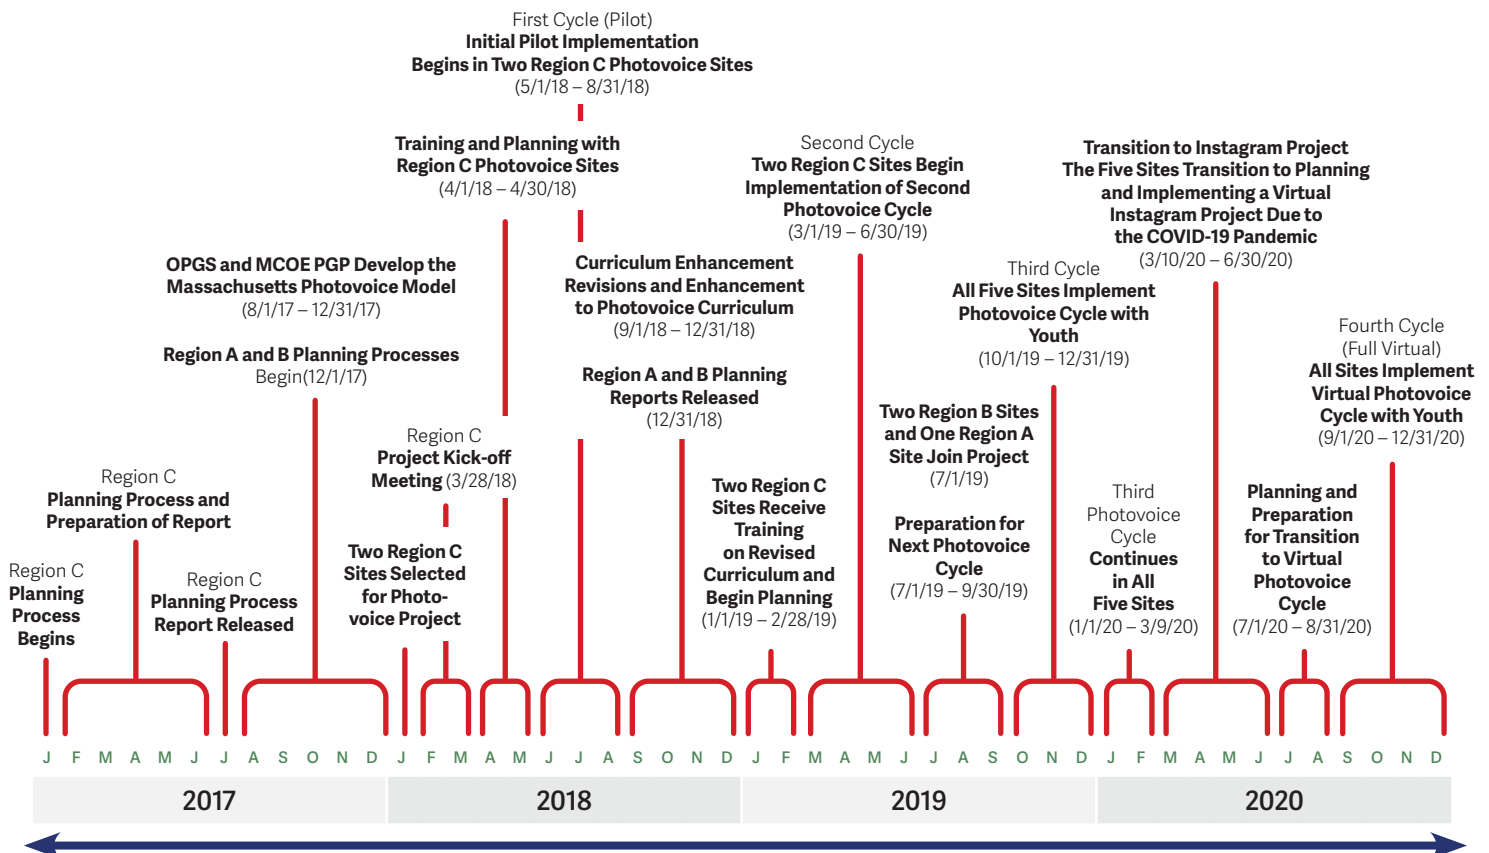 Region C
Planning
Process
Begins
Region C
Planning Process and
Preparation of Report
Region C
Planning Process
Report Released
OPGS and MCOE PGP Develop the
Massachusetts Photovoice Model
(8/1/17 – 12/31/17)
Region A and B Planning Processes
Begin(12/1/17)
Two Region C
Sites Selected
for Photo-
voice Project
Region C
Project Kick-off
Meeting (3/28/18)
Training and Planning with
Region C Photovoice Sites
(4/1/18 – 4/30/18)
First Cycle (Pilot)
Initial Pilot Implementation
Begins in Two Region C Photovoice Sites
(5/1/18 – 8/31/18)
Curriculum Enhancement
Revisions and Enhancement
to Photovoice Curriculum
(9/1/18 – 12/31/18)
Region A and B Planning
Reports Released
(12/31/18)
Two Region C
Sites Receive
Training
on Revised
Curriculum and
Begin Planning
(1/1/19 – 2/28/19)
Second Cycle
Two Region C Sites Begin
Implementation of Second
Photovoice Cycle
(3/1/19 – 6/30/19)
Two Region B Sites
and One Region A
Site Join Project
(7/1/19)
Preparation for
Next Photovoice
Cycle
(7/1/19 – 9/30/19)
Third Cycle
All Five Sites Implement
Photovoice Cycle with
Youth
(10/1/19 – 12/31/19)
Third
Photovoice
Cycle
Continues
in All
Five Sites
(1/1/20 – 3/9/20)
Transition to Instagram Project
The Five Sites Transition to Planning
and Implementing a Virtual
Instagram Project Due to
the COVID-19 Pandemic
(3/10/20 – 6/30/20)
Planning and
Preparation
for Transition
to Virtual
Photovoice
Cycle
(7/1/20 – 8/31/20)
Fourth Cycle
(Full Virtual)
All Sites Implement
Virtual Photovoice
Cycle with Youth
(9/1/20 – 12/31/20)
J F M A M J J A S O N D J F M A M J J A S O N D J F M A M J J A S O N D J F M A M J J A S O N D
2017 2018 2019 2020